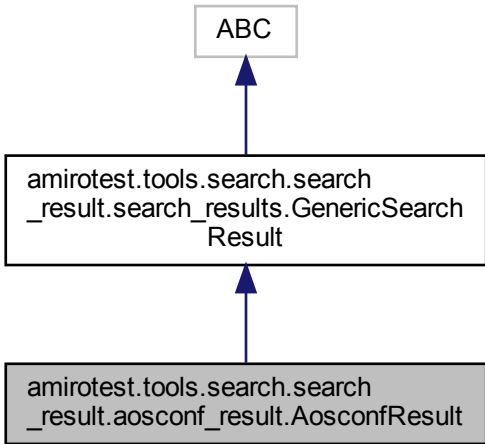 ABC
amirotest.tools.search.search
_result.search_results.GenericSearch
Result
amirotest.tools.search.search
_result.aosconf_result.AosconfResult